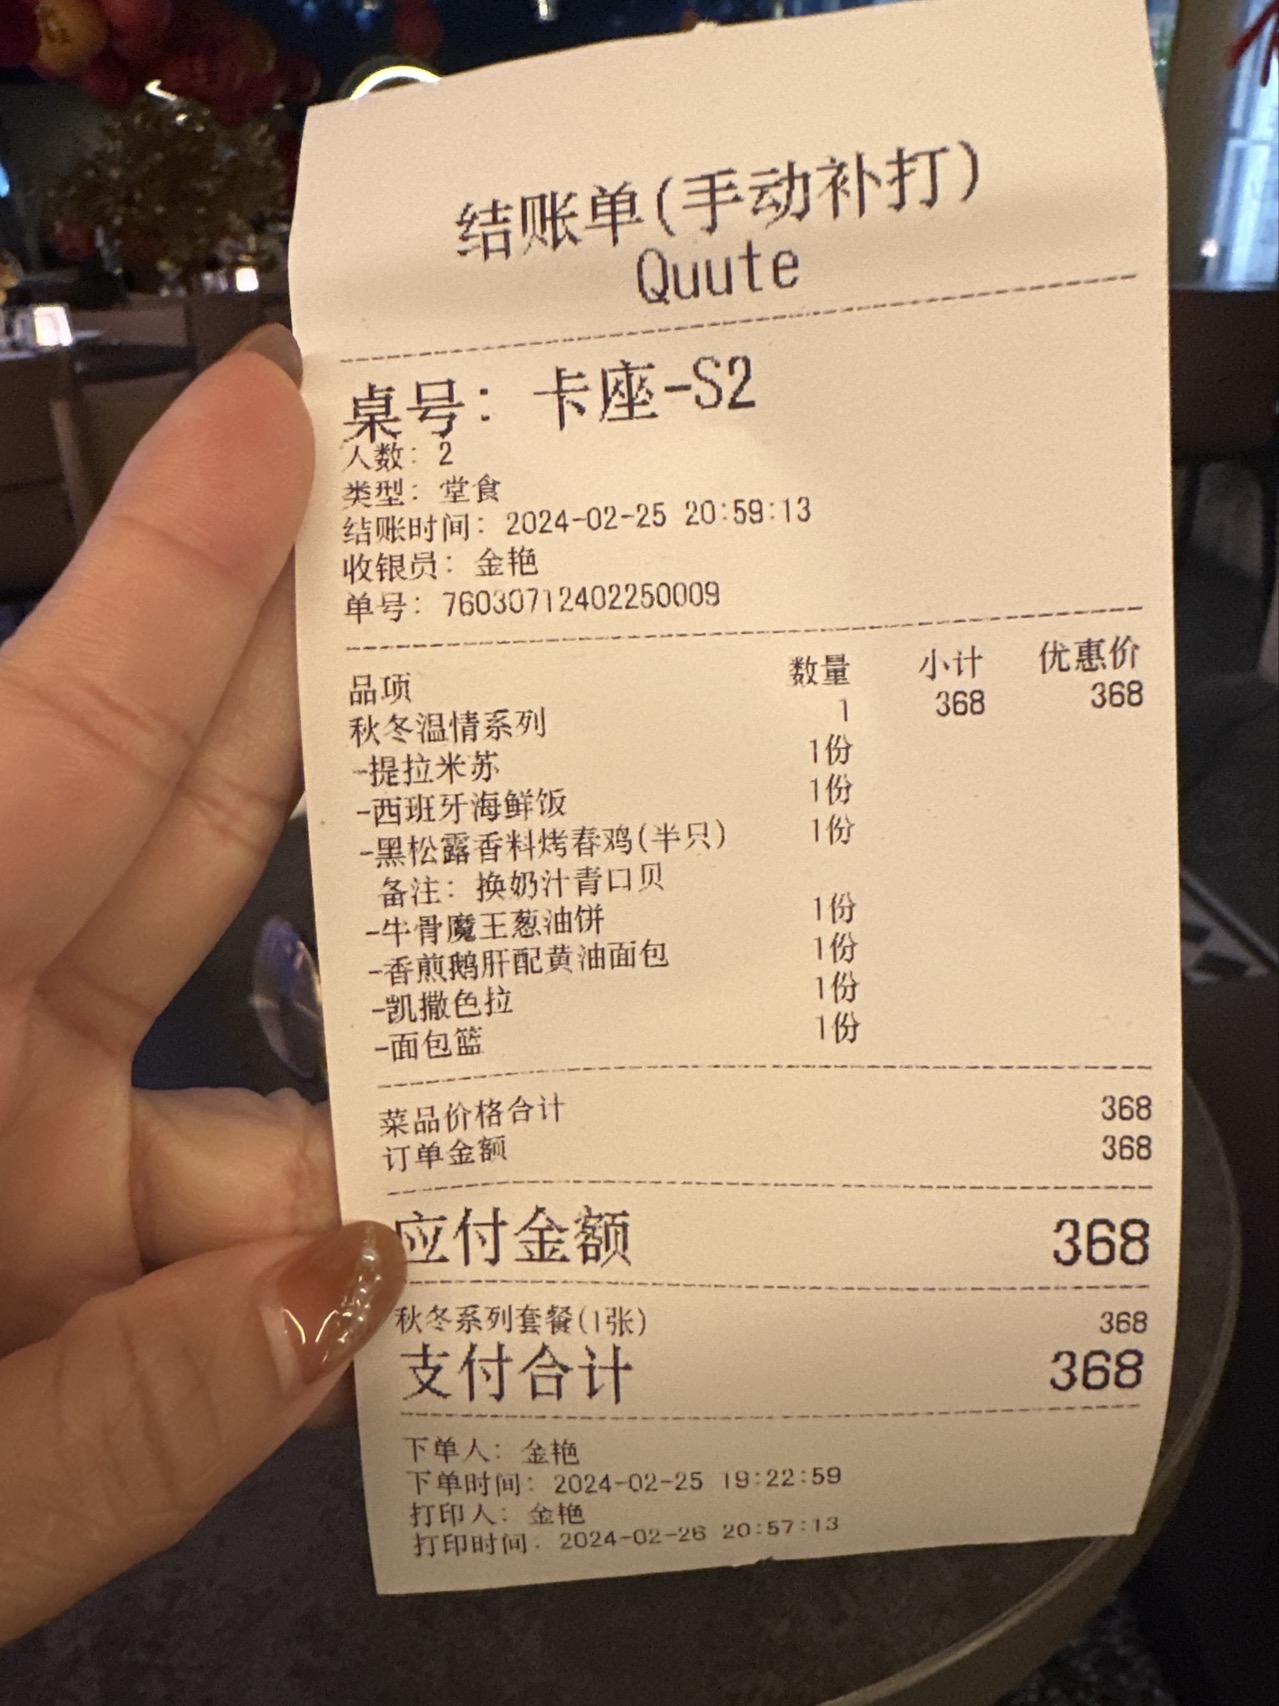 结账单(手动补打)
Quute
桌号: 卡座-S2
人数: 2
类型: 堂食
结账时间: 2024-02-25 20:59:13
收银员: 金艳
单号: 76030712402250009
品项 数量 小计 优惠价
秋冬温情系列 1 368 368
-提拉米苏 1份
-西班牙海鲜饭 1份
-黑松露香料烤春鸡(半只) 1份
备注: 换奶汁青口贝
-牛骨魔王葱油饼 1份
-香煎鹅肝配黄油面包 1份
-凯撒色拉 1份
-面包篮 1份
菜品价格合计 368
订单金额 368
应付金额 368
秋冬系列套餐(1张) 368
支付合计 368
下单人: 金艳
下单时间: 2024-02-25 19:22:59
打印人: 金艳
打印时间: 2024-02-26 20:57:13